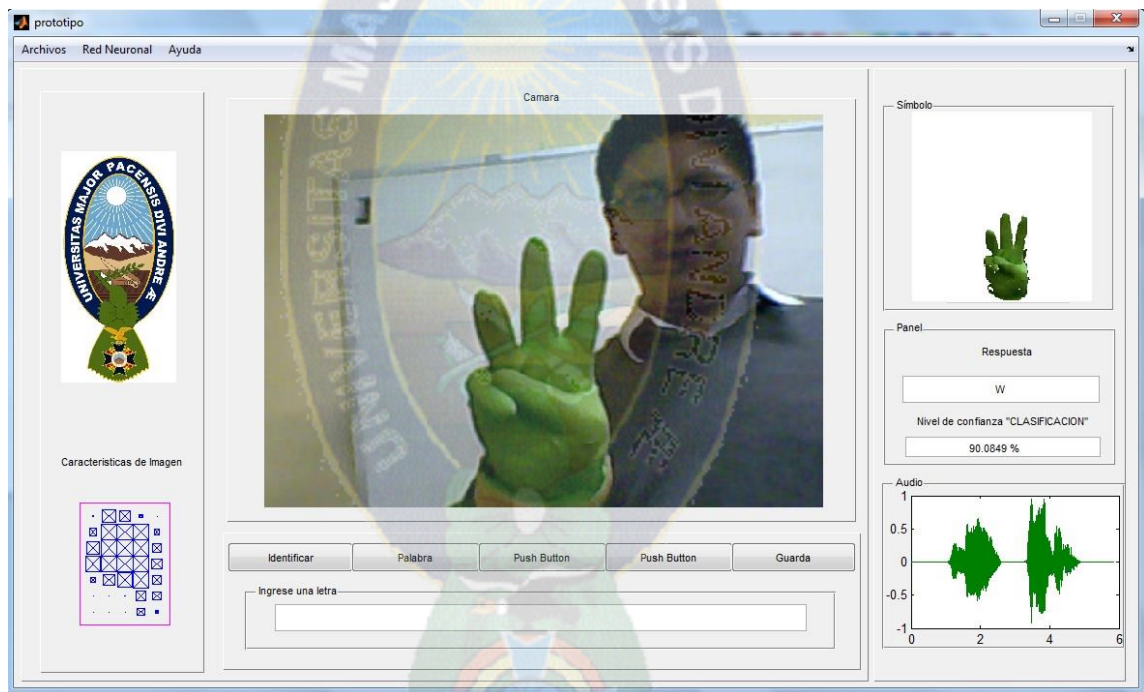 prototipo
Archivos Red Neuronal Ayuda
UNIVERSITAS MAJOR PACENSIS DIVI ANDRE Æ
Caracteristicas de Imagen
Camara
Identificar Palabra Push Button Push Button Guarda
Ingrese una letra
Símbolo
Panel
Respuesta
W
Nivel de confianza "CLASIFICACION"
90.0849 %
Audio
1
0.5
0
-0.5
-1
0 2 4 6